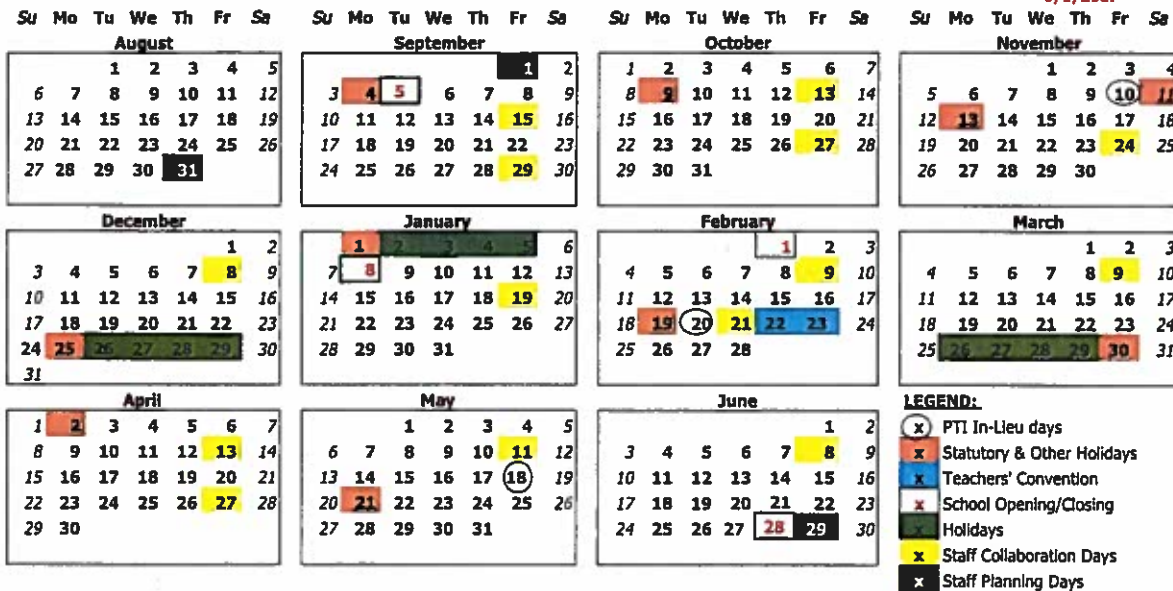 Su Mo Tu We Th Fr Sa
August
1 2 3 4 5
6 7 8 9 10 11 12
13 14 15 16 17 18 19
20 21 22 23 24 25 26
27 28 29 30 31
Su Mo Tu We Th Fr Sa
September
1 2
3 4 5 6 7 8 9
10 11 12 13 14 15 16
17 18 19 20 21 22 23
24 25 26 27 28 29 30
Su Mo Tu We Th Fr Sa
October
1 2 3 4 5 6 7
8 9 10 11 12 13 14
15 16 17 18 19 20 21
22 23 24 25 26 27 28
29 30 31
Su Mo Tu We Th Fr Sa
November
1 2 3 4
5 6 7 8 9 10 11
12 13 14 15 16 17 18
19 20 21 22 23 24 25
26 27 28 29 30
December
1 2
3 4 5 6 7 8 9
10 11 12 13 14 15 16
17 18 19 20 21 22 23
24 25 26 27 28 29 30
31
January
1 2 3 4 5 6
7 8 9 10 11 12 13
14 15 16 17 18 19 20
21 22 23 24 25 26 27
28 29 30 31
February
1 2 3
4 5 6 7 8 9 10
11 12 13 14 15 16 17
18 19 20 21 22 23 24
25 26 27 28
March
1 2 3
4 5 6 7 8 9 10
11 12 13 14 15 16 17
18 19 20 21 22 23 24
25 26 27 28 29 30 31
April
1 2 3 4 5 6 7
8 9 10 11 12 13 14
15 16 17 18 19 20 21
22 23 24 25 26 27 28
29 30
May
1 2 3 4 5
6 7 8 9 10 11 12
13 14 15 16 17 18 19
20 21 22 23 24 25 26
27 28 29 30 31
June
1 2
3 4 5 6 7 8 9
10 11 12 13 14 15 16
17 18 19 20 21 22 23
24 25 26 27 28 29 30
LEGEND:
x PTI In-Lieu days
x Statutory & Other Holidays
x Teachers' Convention
x School Opening/Closing
x Holidays
x Staff Collaboration Days
x Staff Planning Days